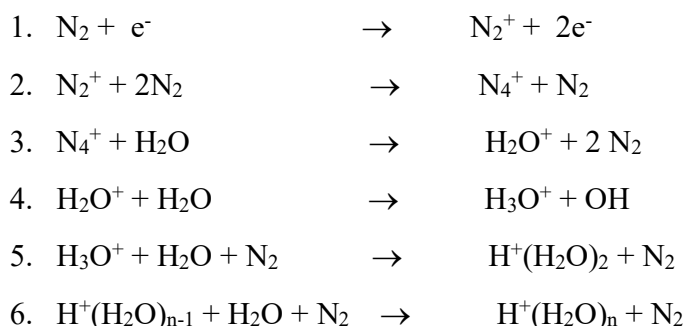 1. N₂ + e⁻ → N₂⁺ + 2e⁻
2. N₂⁺ + 2N₂ → N₄⁺ + N₂
3. N₄⁺ + H₂O → H₂O⁺ + 2 N₂
4. H₂O⁺ + H₂O → H₃O⁺ + OH
5. H₃O⁺ + H₂O + N₂ → H⁺(H₂O)₂ + N₂
6. H⁺(H₂O)ₙ₋₁ + H₂O + N₂ → H⁺(H₂O)ₙ + N₂